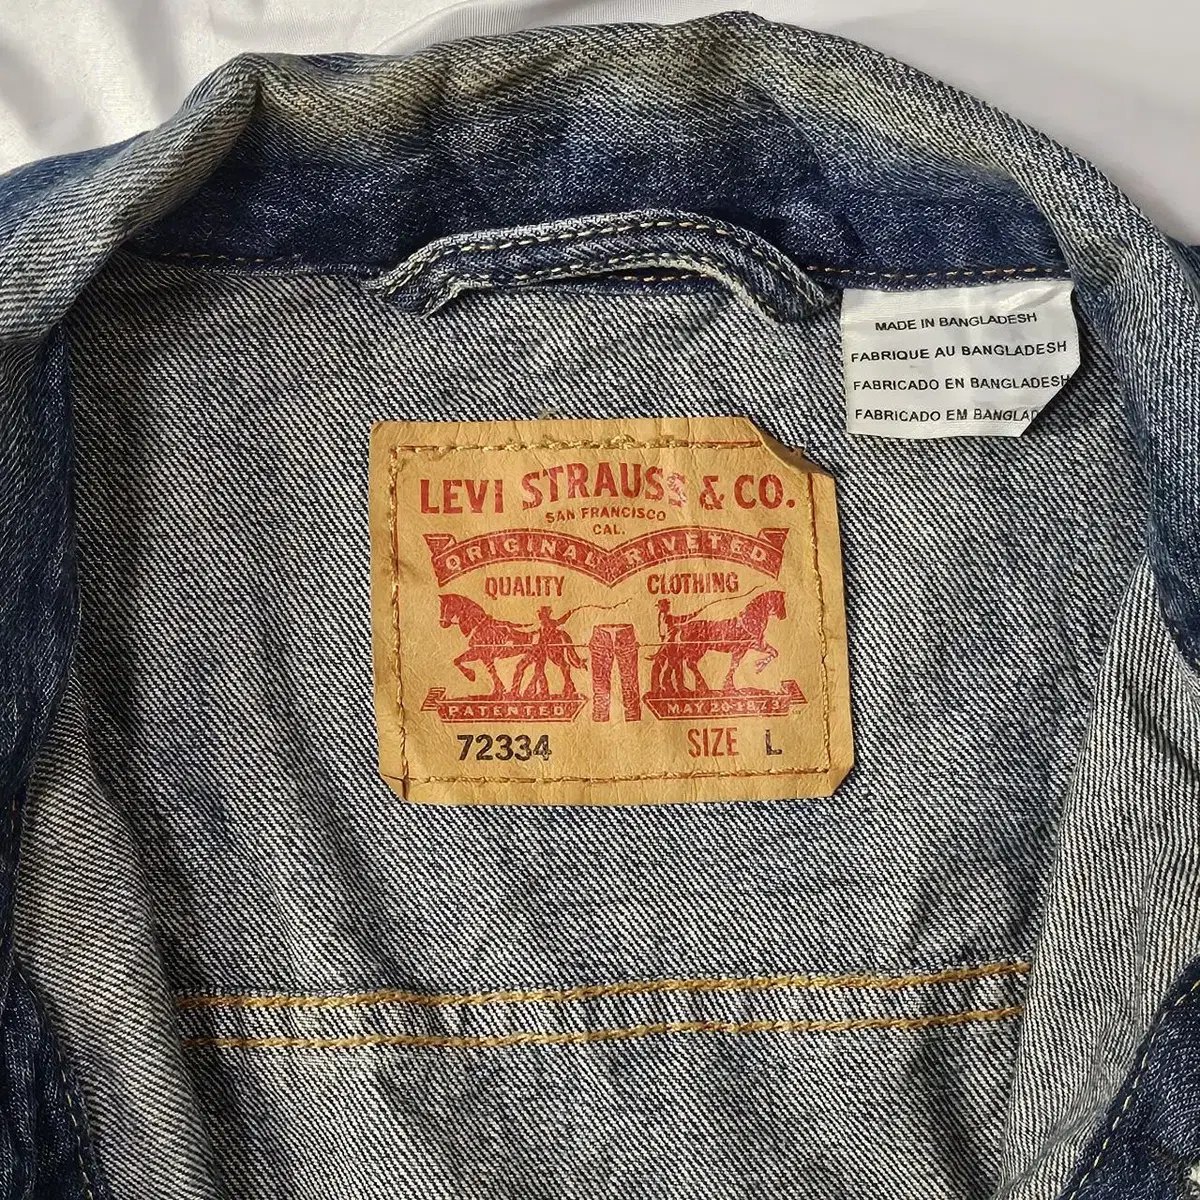 MADE IN BANGLADESH
FABRIQUE AU BANGLADESH
FABRICADO EN BANGLADESH
FABRICADO EM BANGLAD
LEVI STRAUSS & CO.
SAN FRANCISCO
CAL.
ORIGINAL RIVETED
QUALITY CLOTHING
PATENTED MAY 20 1873
72334 SIZE L